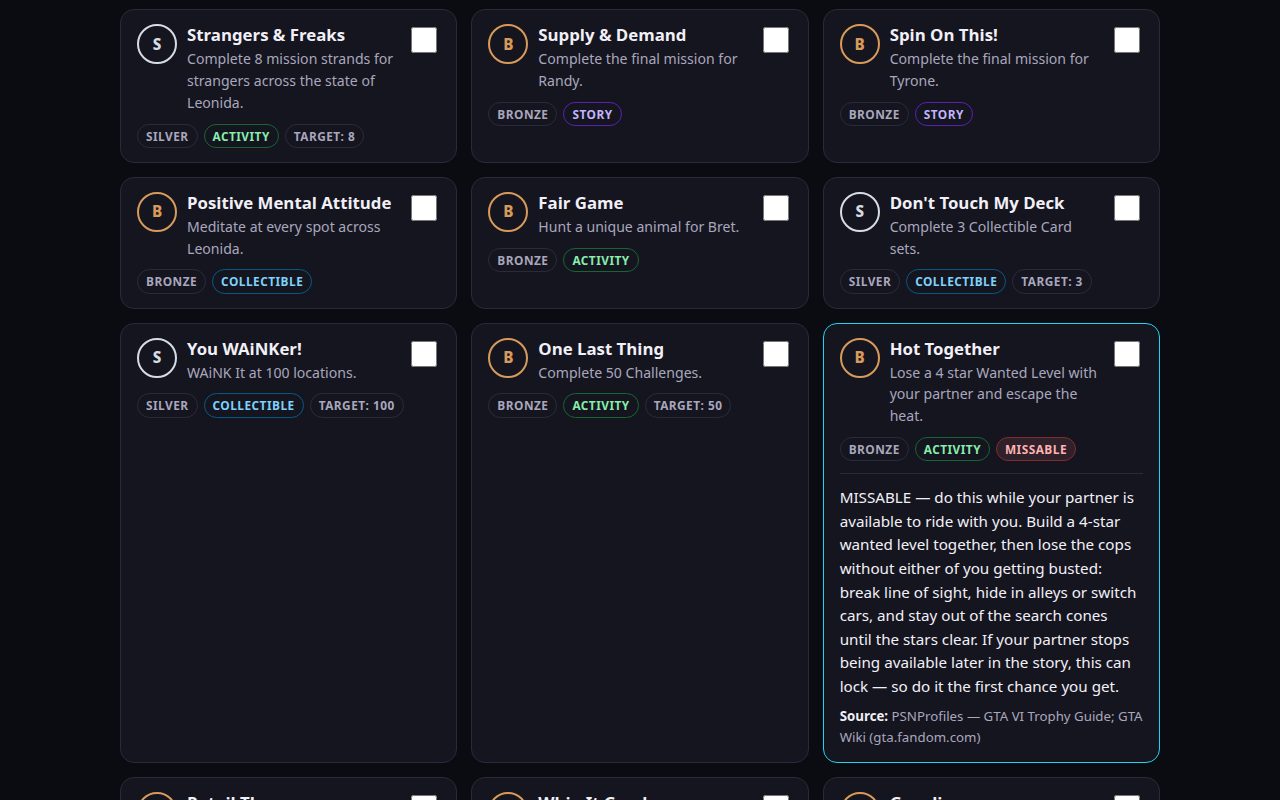 S
Strangers & Freaks
Complete 8 mission strands for
strangers across the state of
Leonida.
SILVER ACTIVITY TARGET: 8
B
Supply & Demand
Complete the final mission for
Randy.
BRONZE STORY
B
Spin On This!
Complete the final mission for
Tyrone.
BRONZE STORY
B
Positive Mental Attitude
Meditate at every spot across
Leonida.
BRONZE COLLECTIBLE
B
Fair Game
Hunt a unique animal for Bret.
BRONZE ACTIVITY
S
Don't Touch My Deck
Complete 3 Collectible Card
sets.
SILVER COLLECTIBLE TARGET: 3
S
You WAiNKer!
WAiNK It at 100 locations.
SILVER COLLECTIBLE TARGET: 100
B
One Last Thing
Complete 50 Challenges.
BRONZE ACTIVITY TARGET: 50
B
Hot Together
Lose a 4 star Wanted Level with
your partner and escape the
heat.
BRONZE ACTIVITY MISSABLE
MISSABLE — do this while your partner is
available to ride with you. Build a 4-star
wanted level together, then lose the cops
without either of you getting busted:
break line of sight, hide in alleys or switch
cars, and stay out of the search cones
until the stars clear. If your partner stops
being available later in the story, this can
lock — so do it the first chance you get.
Source: PSNProfiles — GTA VI Trophy Guide; GTA
Wiki (gta.fandom.com)